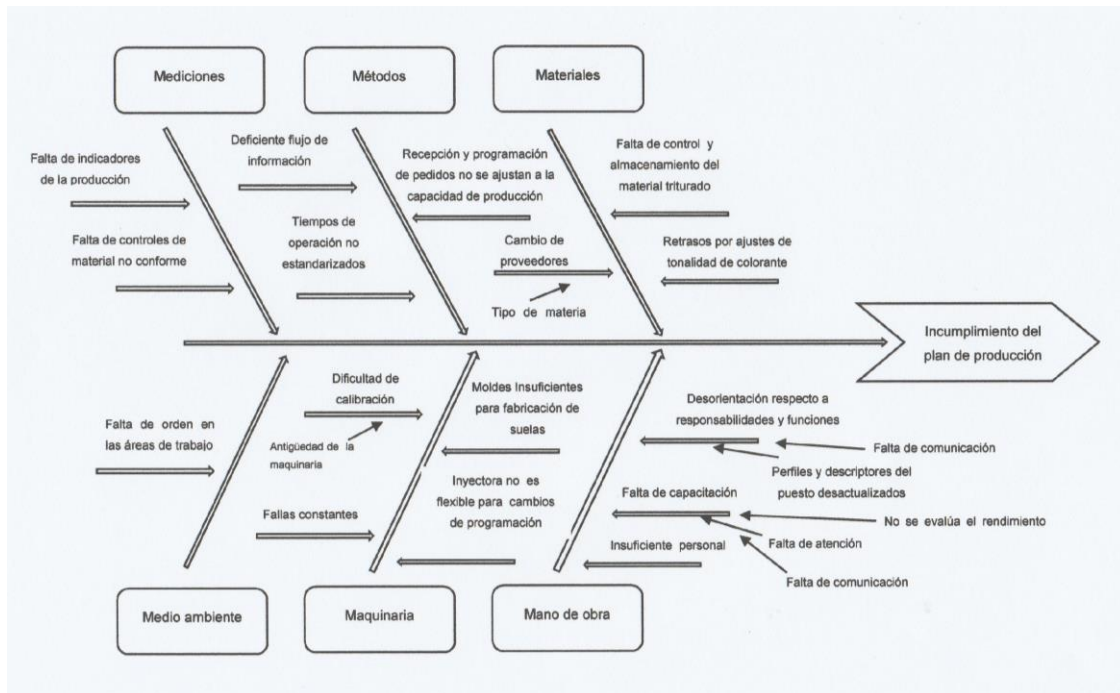 Mediciones
Métodos
Materiales
Falta de indicadores
de la producción
Falta de controles de
material no conforme
Deficiente flujo de
información
Tiempos de
operación no
estandarizados
Recepción y programación
de pedidos no se ajustan a la
capacidad de producción
Cambio de
proveedores
Tipo de materia
Falta de control y
almacenamiento del
material triturado
Retrasos por ajustes de
tonalidad de colorante
Incumplimiento del
plan de producción
Falta de orden en
las áreas de trabajo
Dificultad de
calibración
Antigüedad de la
maquinaria
Fallas constantes
Moldes Insuficientes
para fabricación de
suelas
Inyectora no es
flexible para cambios
de programación
Desorientación respecto a
responsabilidades y funciones
Falta de comunicación
Perfiles y descriptores del
puesto desactualizados
Falta de capacitación
No se evalúa el rendimiento
Falta de atención
Insuficiente personal
Falta de comunicación
Medio ambiente
Maquinaria
Mano de obra